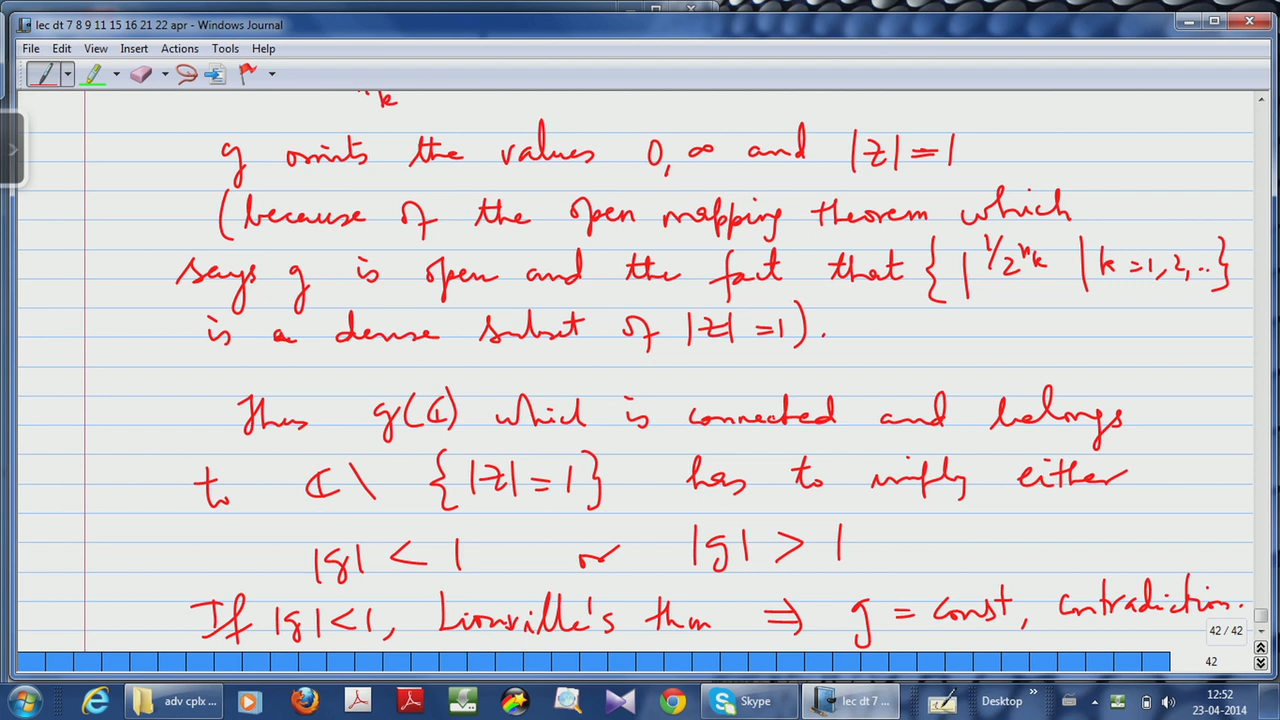 lec dt 7 8 9 11 15 16 21 22 apr - Windows Journal
File Edit View Insert Actions Tools Help
g omits the values 0, ∞ and |z|=1
(because of the open mapping theorem which
says g is open and the fact that { 1^{1/2^{n_k}} | k=1,2,..}
is a dense subset of |z|=1).
Thus g(ℂ) which is connected and belongs
to ℂ\ {|z|=1} has to imply either
|g| < 1 or |g| > 1
If |g|<1, Liouville's thm ⇒ g = const, contradiction.
42 / 42
42
adv cplx ...
Skype
lec dt 7 ...
Desktop
12:52
23-04-2014